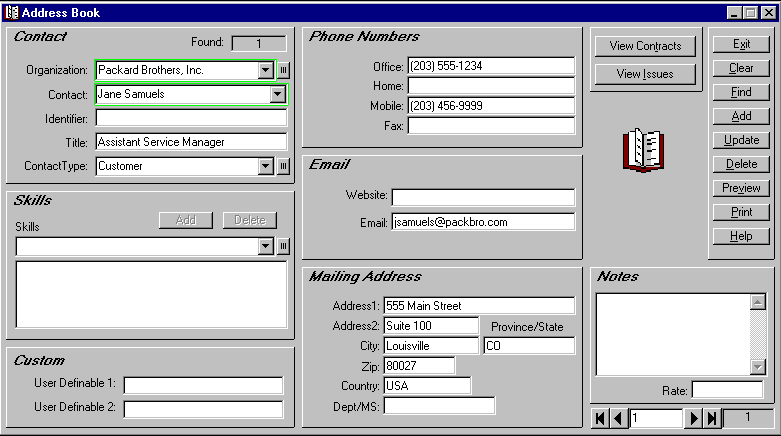 Address Book
Contact
Found: 1
Organization: Packard Brothers, Inc.
Contact: Jane Samuels
Identifier:
Title: Assistant Service Manager
ContactType: Customer
Skills
Add Delete
Skills
Custom
User Definable 1:
User Definable 2:
Phone Numbers
Office: (203) 555-1234
Home:
Mobile: (203) 456-9999
Fax:
Email
Website:
Email: jsamuels@packbro.com
Mailing Address
Address1: 555 Main Street
Address2: Suite 100 Province/State
City: Louisville CO
Zip: 80027
Country: USA
Dept/MS:
View Contracts
View Issues
Exit
Clear
Find
Add
Update
Delete
Preview
Print
Help
Notes
Rate:
1 1